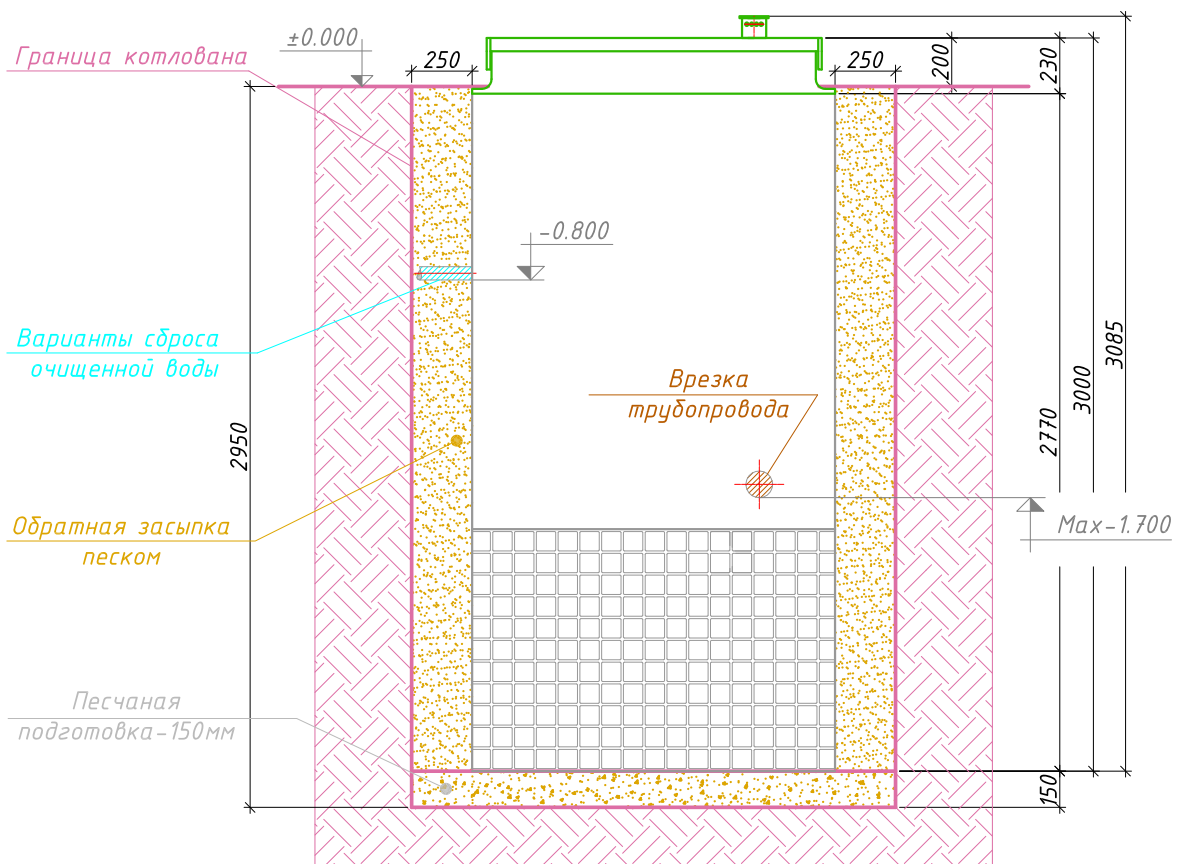 Граница котлована
±0.000
250
250
200
230
-0.800
Варианты сброса
очищенной воды
Врезка
трубопровода
3085
3000
2770
2950
Обратная засыпка
песком
Max-1.700
Песчаная
подготовка-150мм
150